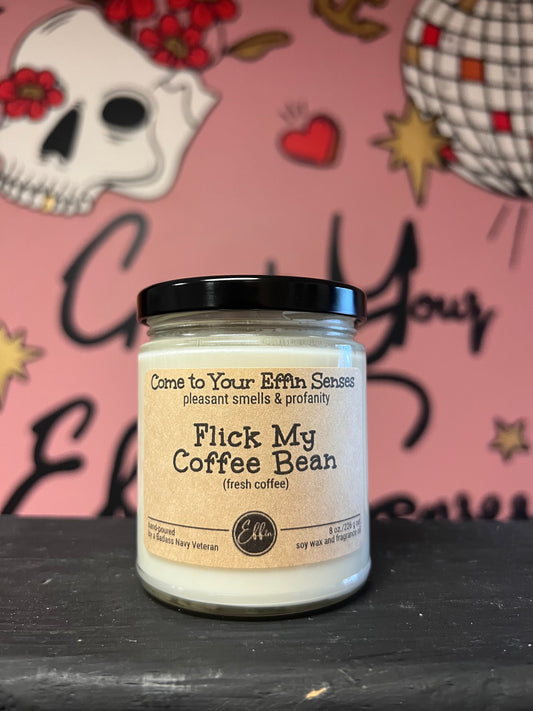 Your
Come to Your Effin Senses
pleasant smells & profanity
Flick My
Coffee Bean
(fresh coffee)
hand-poured
by a Badass Navy Veteran
Effin
8 oz./226 g net
soy wax and fragrance oil